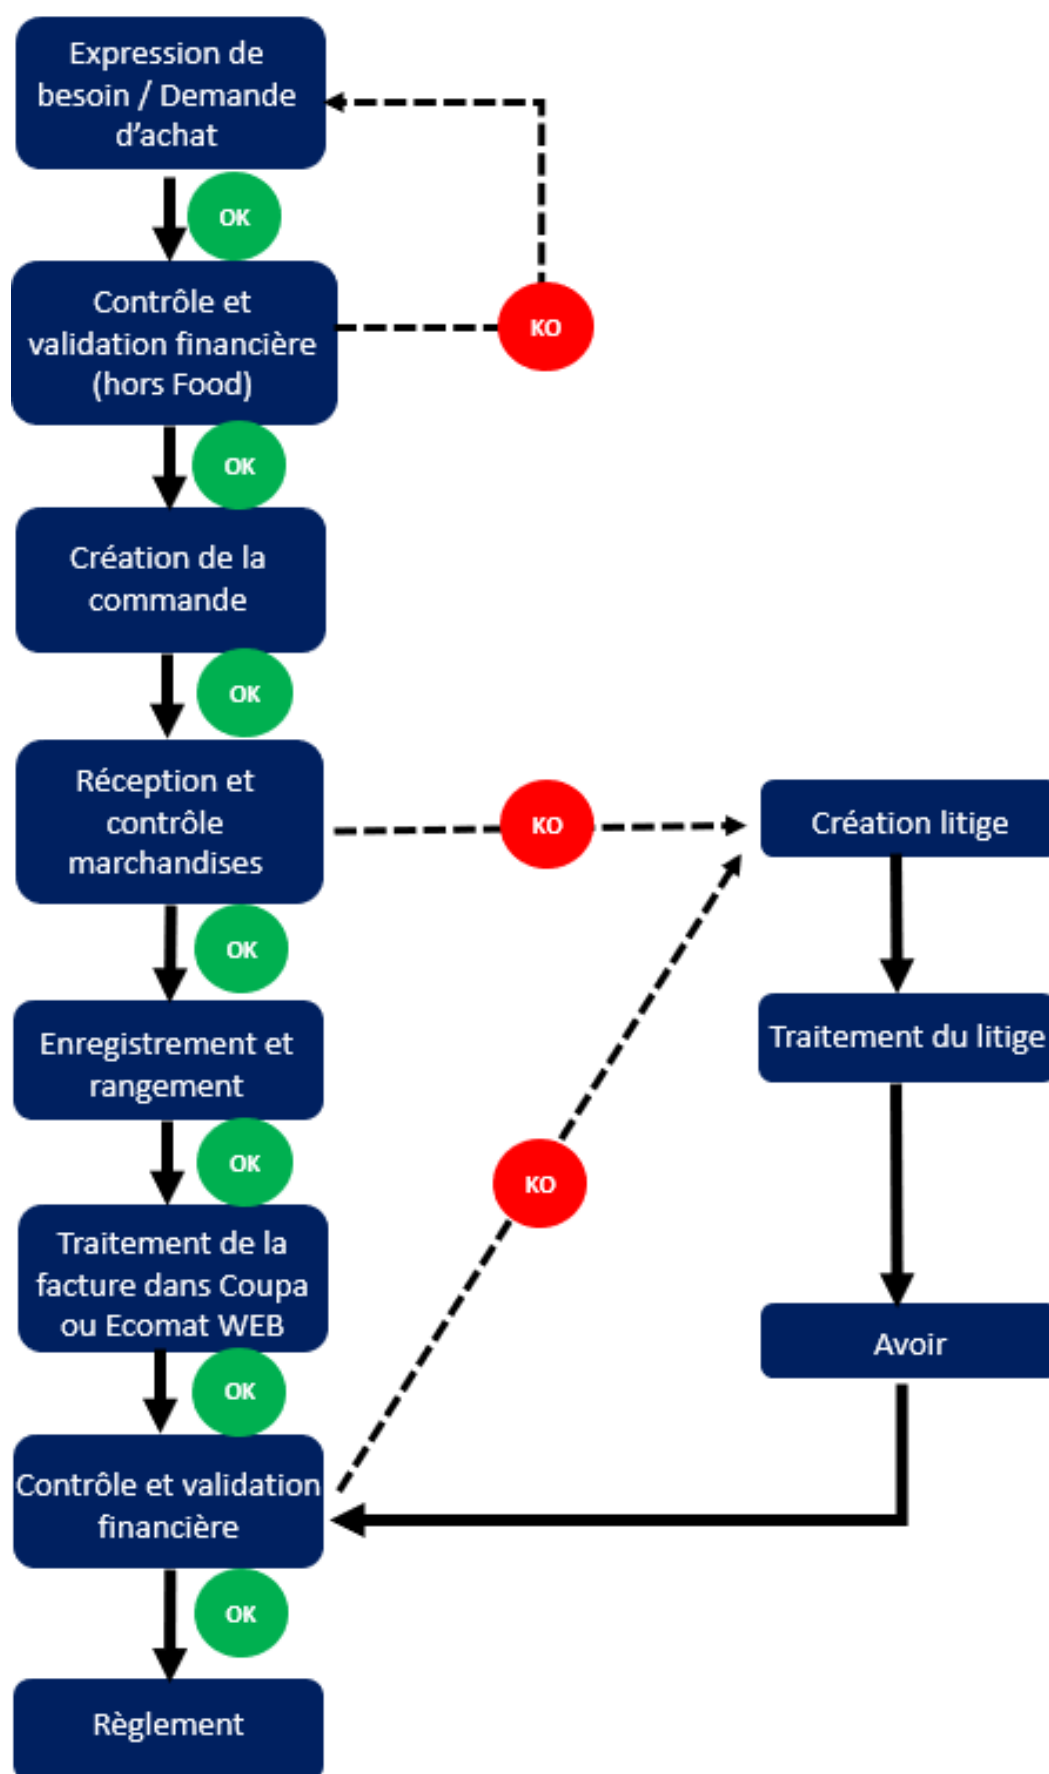 Expression de
besoin / Demande
d'achat
OK
Contrôle et
validation financière
(hors Food)
KO
OK
Création de la
commande
OK
Réception et
contrôle
marchandises
KO
Création litige
OK
Enregistrement et
rangement
Traitement du litige
OK
KO
Traitement de la
facture dans Coupa
ou Ecomat WEB
Avoir
OK
Contrôle et validation
financière
OK
Règlement